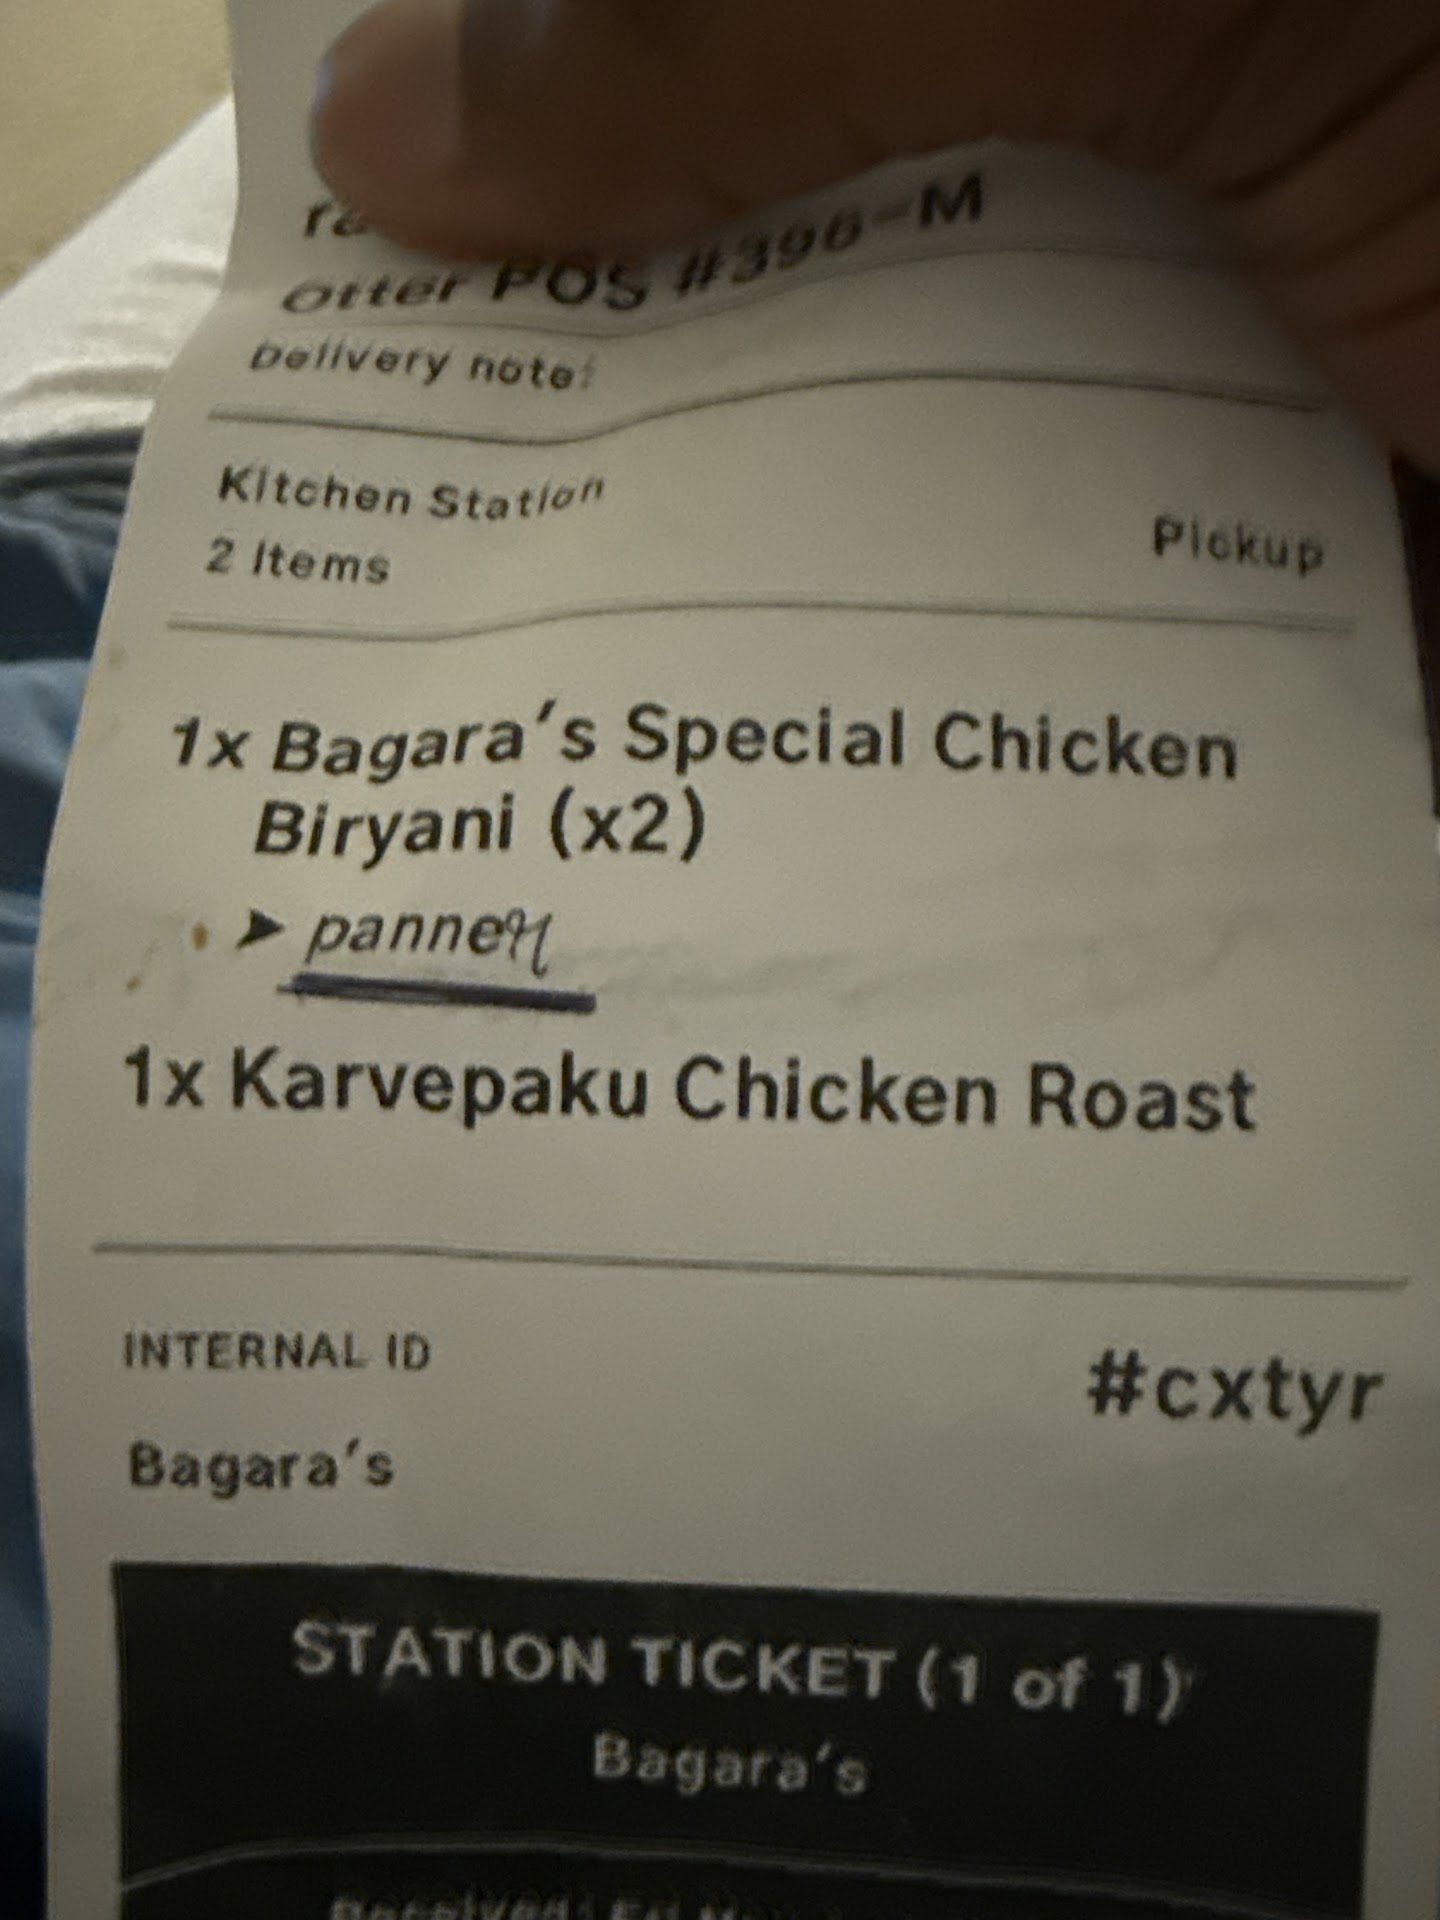 Otter POS #396-M
Delivery note:
Kitchen Station
2 Items
Pickup
1x Bagara's Special Chicken
Biryani (x2)
➤ panner
1x Karvepaku Chicken Roast
INTERNAL ID
#cxtyr
Bagara's
STATION TICKET (1 of 1)
Bagara's